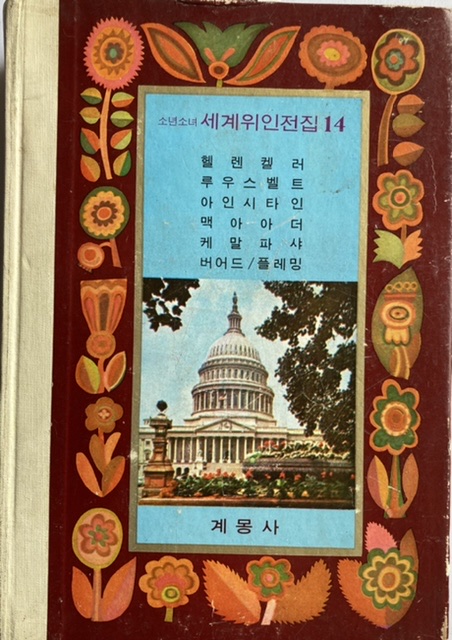 소년소녀 세계위인전집 14
헬렌켈러
루우스벨트
아인시타인
맥아아더
케말파샤
버어드/플레밍
계몽사